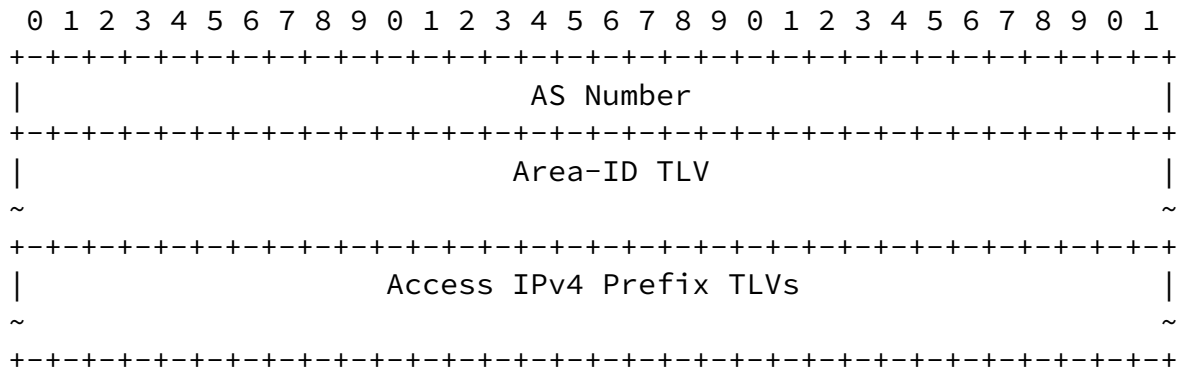 0 1 2 3 4 5 6 7 8 9 0 1 2 3 4 5 6 7 8 9 0 1 2 3 4 5 6 7 8 9 0 1
+-+-+-+-+-+-+-+-+-+-+-+-+-+-+-+-+-+-+-+-+-+-+-+-+-+-+-+-+-+-+-+-+
|                            AS Number                          |
+-+-+-+-+-+-+-+-+-+-+-+-+-+-+-+-+-+-+-+-+-+-+-+-+-+-+-+-+-+-+-+-+
|                           Area-ID TLV                         |
~                                                               ~
+-+-+-+-+-+-+-+-+-+-+-+-+-+-+-+-+-+-+-+-+-+-+-+-+-+-+-+-+-+-+-+-+
|                    Access IPv4 Prefix TLVs                    |
~                                                               ~
+-+-+-+-+-+-+-+-+-+-+-+-+-+-+-+-+-+-+-+-+-+-+-+-+-+-+-+-+-+-+-+-+